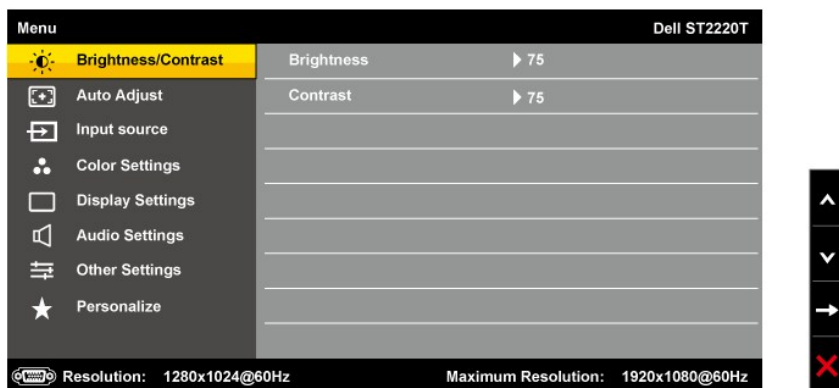 Menu Dell ST2220T
Brightness/Contrast Brightness 75
Auto Adjust Contrast 75
Input source
Color Settings
Display Settings
Audio Settings
Other Settings
Personalize
Resolution: 1280x1024@60Hz Maximum Resolution: 1920x1080@60Hz